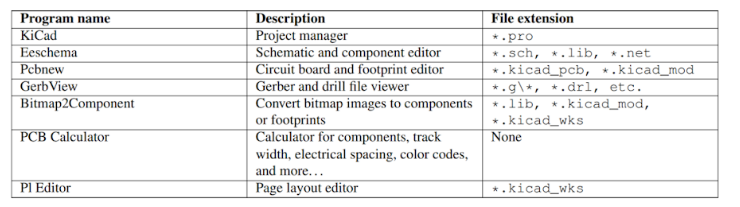 Program name Description File extension
KiCad Project manager *.pro
Eeschema Schematic and component editor *.sch, *.lib, *.net
Pcbnew Circuit board and footprint editor *.kicad_pcb, *.kicad_mod
GerbView Gerber and drill file viewer *.g\*, *.drl, etc.
Bitmap2Component Convert bitmap images to components *.lib, *.kicad_mod,
or footprints *.kicad_wks
PCB Calculator Calculator for components, track None
width, electrical spacing, color codes,
and more...
Pl Editor Page layout editor *.kicad_wks